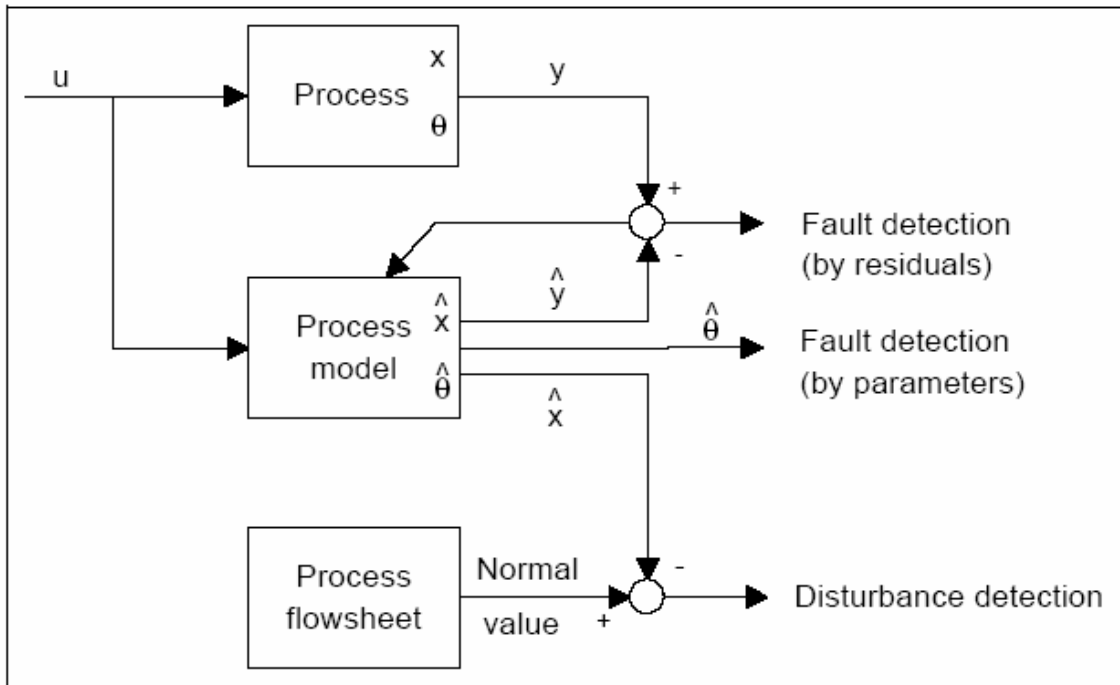 u
Process
x
θ
y
+
Fault detection
(by residuals)
-
Process
model
x̂
θ̂
ŷ
θ̂
Fault detection
(by parameters)
x̂
Process
flowsheet
Normal
value
+
-
Disturbance detection